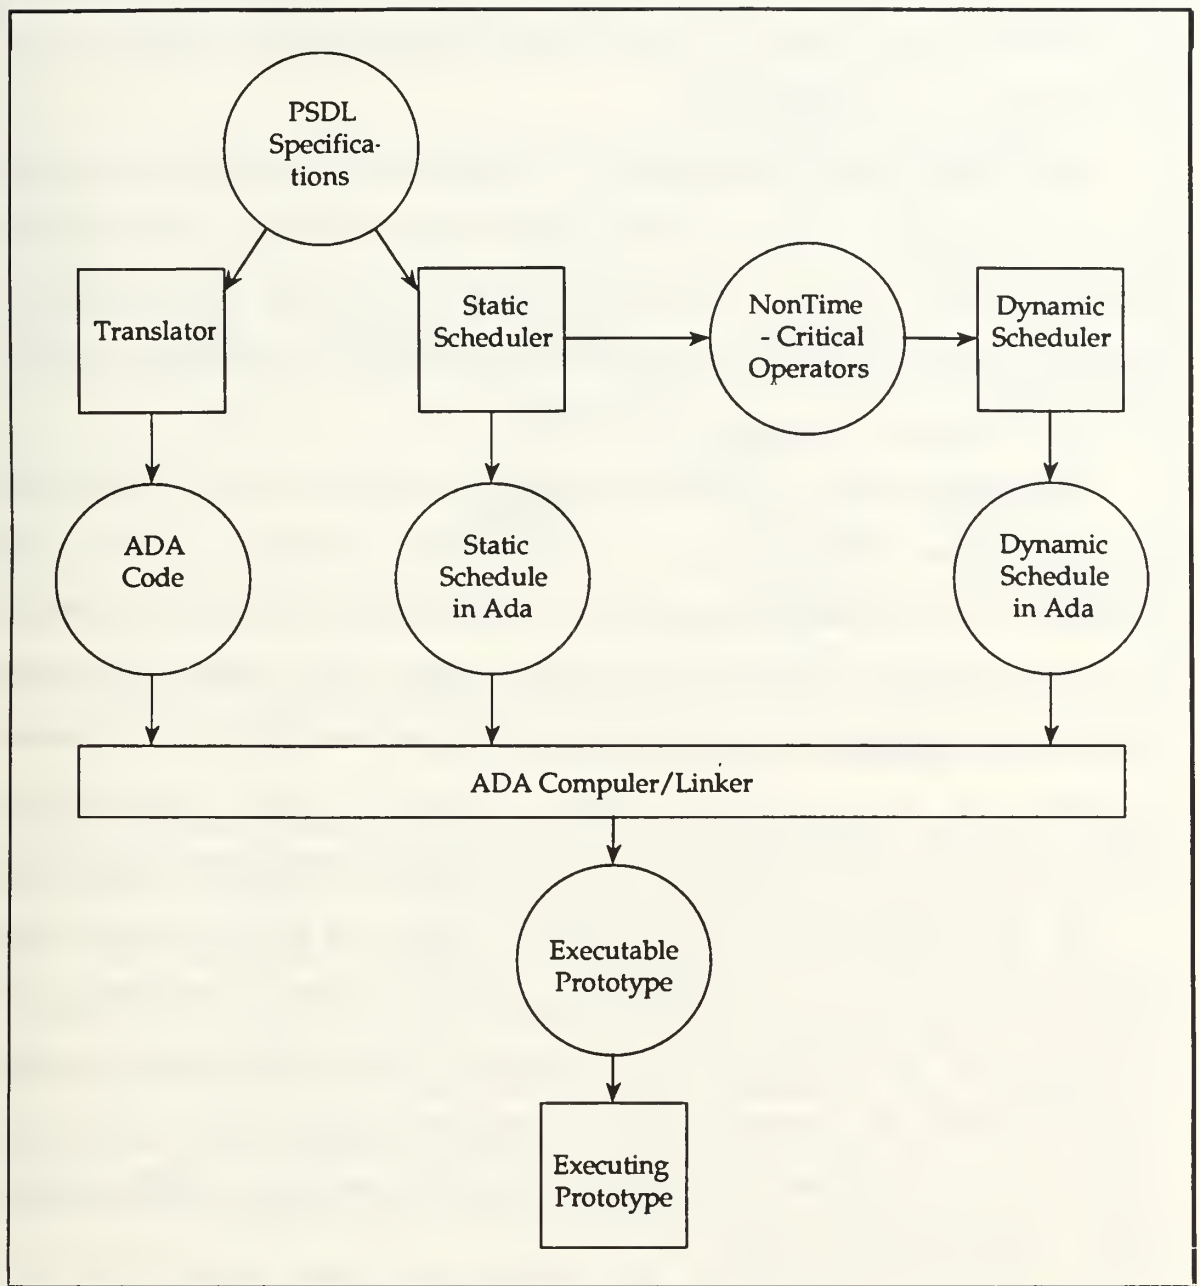 PSDL
Specifica-
tions
Translator
Static
Scheduler
NonTime
- Critical
Operators
Dynamic
Scheduler
ADA
Code
Static
Schedule
in Ada
Dynamic
Schedule
in Ada
ADA Compuler/Linker
Executable
Prototype
Executing
Prototype